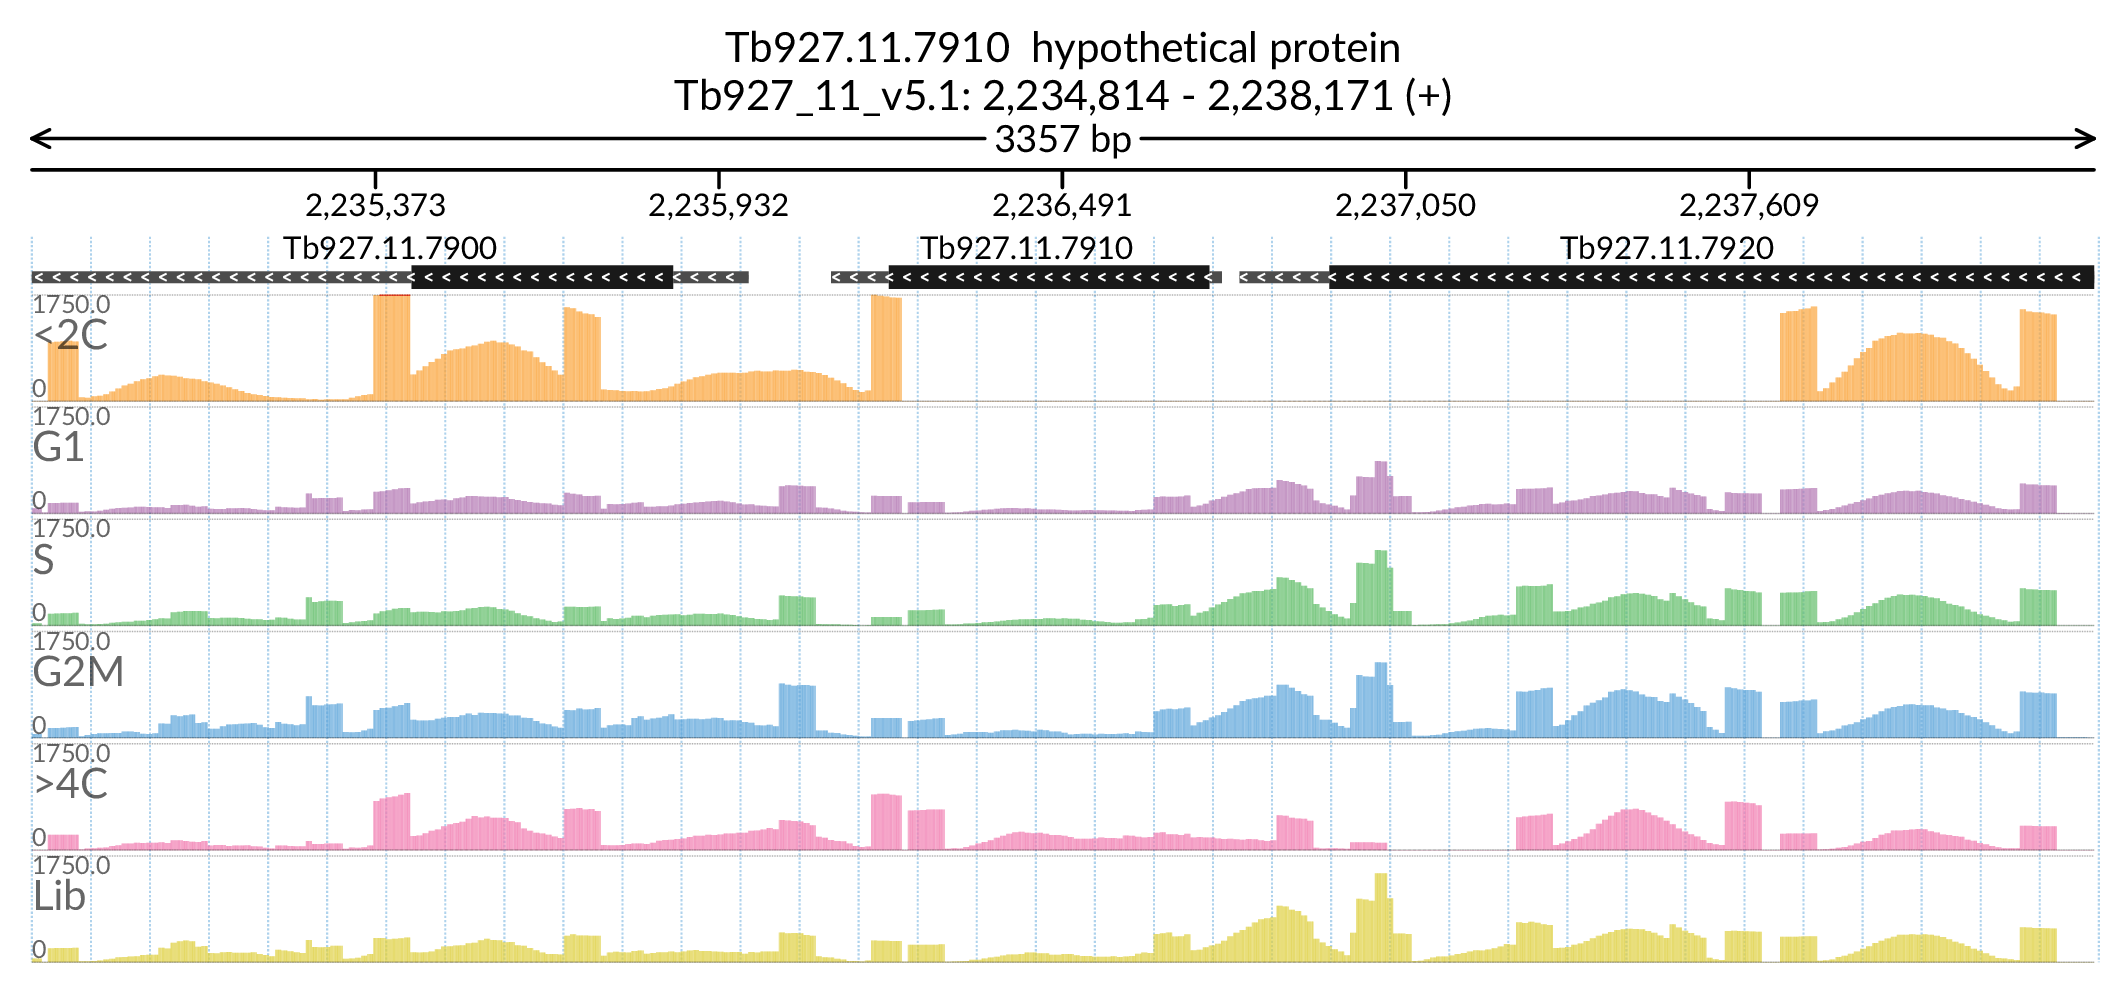 Tb927.11.7910 hypothetical protein
Tb927_11_v5.1: 2,234,814 - 2,238,171 (+)
3357 bp
2,235,373 2,235,932 2,236,491 2,237,050 2,237,609
Tb927.11.7900 Tb927.11.7910 Tb927.11.7920
1750.0
<2C
0
1750.0
G1
0
1750.0
S
0
1750.0
G2M
0
1750.0
>4C
0
1750.0
Lib
0